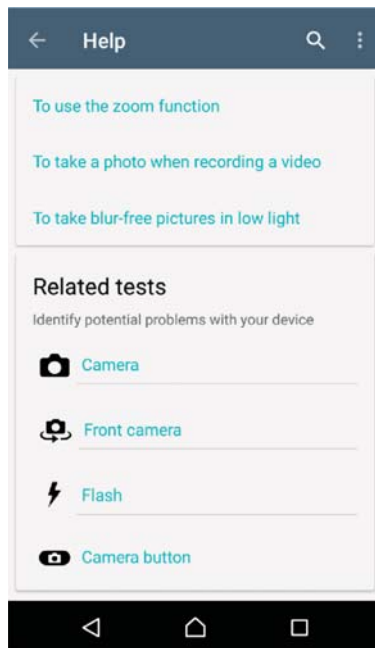 Help
To use the zoom function
To take a photo when recording a video
To take blur-free pictures in low light
Related tests
Identify potential problems with your device
Camera
Front camera
Flash
Camera button